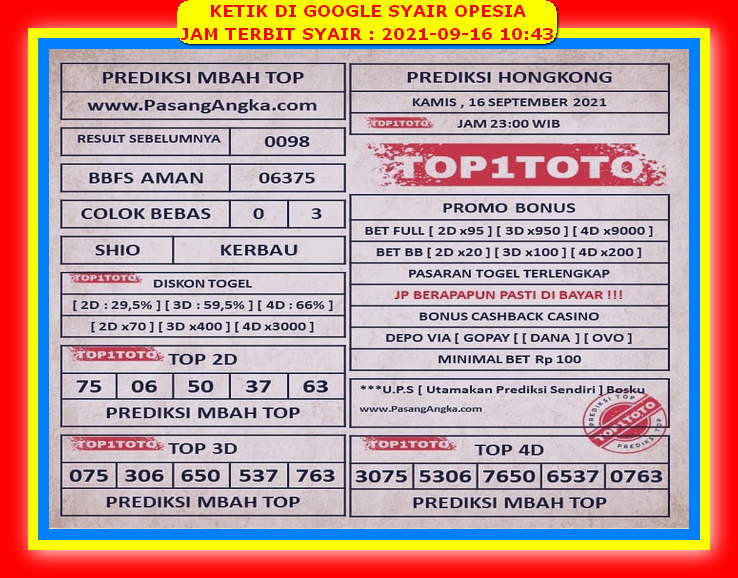 KETIK DI GOOGLE SYAIR OPESIA
JAM TERBIT SYAIR : 2021-09-16 10:43
PREDIKSI MBAH TOP
www.PasangAngka.com
RESULT SEBELUMNYA 0098
BBFS AMAN 06375
COLOK BEBAS 0 3
SHIO KERBAU
TOP1TOTO DISKON TOGEL
[ 2D : 29,5% ] [ 3D : 59,5% ] [ 4D : 66% ]
[ 2D x70 ] [ 3D x400 ] [ 4D x3000 ]
TOP1TOTO TOP 2D
75 06 50 37 63
PREDIKSI MBAH TOP
TOP1TOTO TOP 3D
075 306 650 537 763
PREDIKSI MBAH TOP
PREDIKSI HONGKONG
KAMIS , 16 SEPTEMBER 2021
TOP1TOTO JAM 23:00 WIB
TOP1TOTO
PROMO BONUS
BET FULL [ 2D x95 ] [ 3D x950 ] [ 4D x9000 ]
BET BB [ 2D x20 ] [ 3D x100 ] [ 4D x200 ]
PASARAN TOGEL TERLENGKAP
JP BERAPAPUN PASTI DI BAYAR !!!
BONUS CASHBACK CASINO
DEPO VIA [ GOPAY [ [ DANA ] [ OVO ]
MINIMAL BET Rp 100
***U.P.S [ Utamakan Prediksi Sendiri ] Bosku
www.PasangAngka.com
PREDIKSI TOP
TOP1TOTO
PREDIKSI TOP
TOP1TOTO TOP 4D
3075 5306 7650 6537 0763
PREDIKSI MBAH TOP